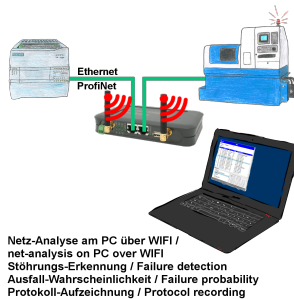 Ethernet
ProfiNet
Netz-Analyse am PC über WIFI /
net-analysis on PC over WIFI
Störungs-Erkennung / Failure detection
Ausfall-Wahrscheinlichkeit / Failure probability
Protokoll-Aufzeichnung / Protocol recording